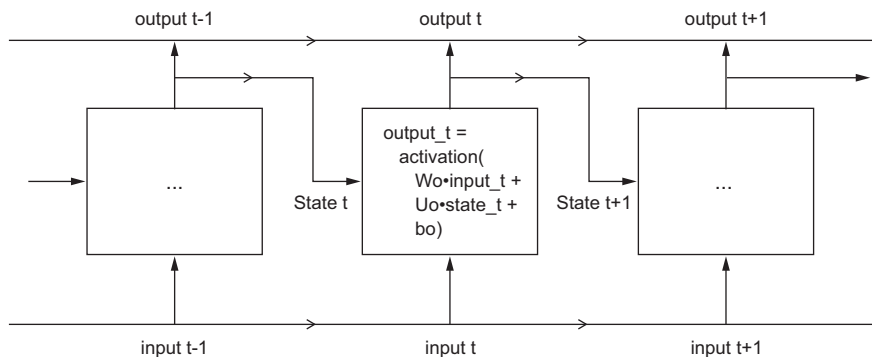 output t-1
output t
output t+1
...
output_t =
activation(
Wo•input_t +
Uo•state_t +
bo)
...
State t
State t+1
input t-1
input t
input t+1